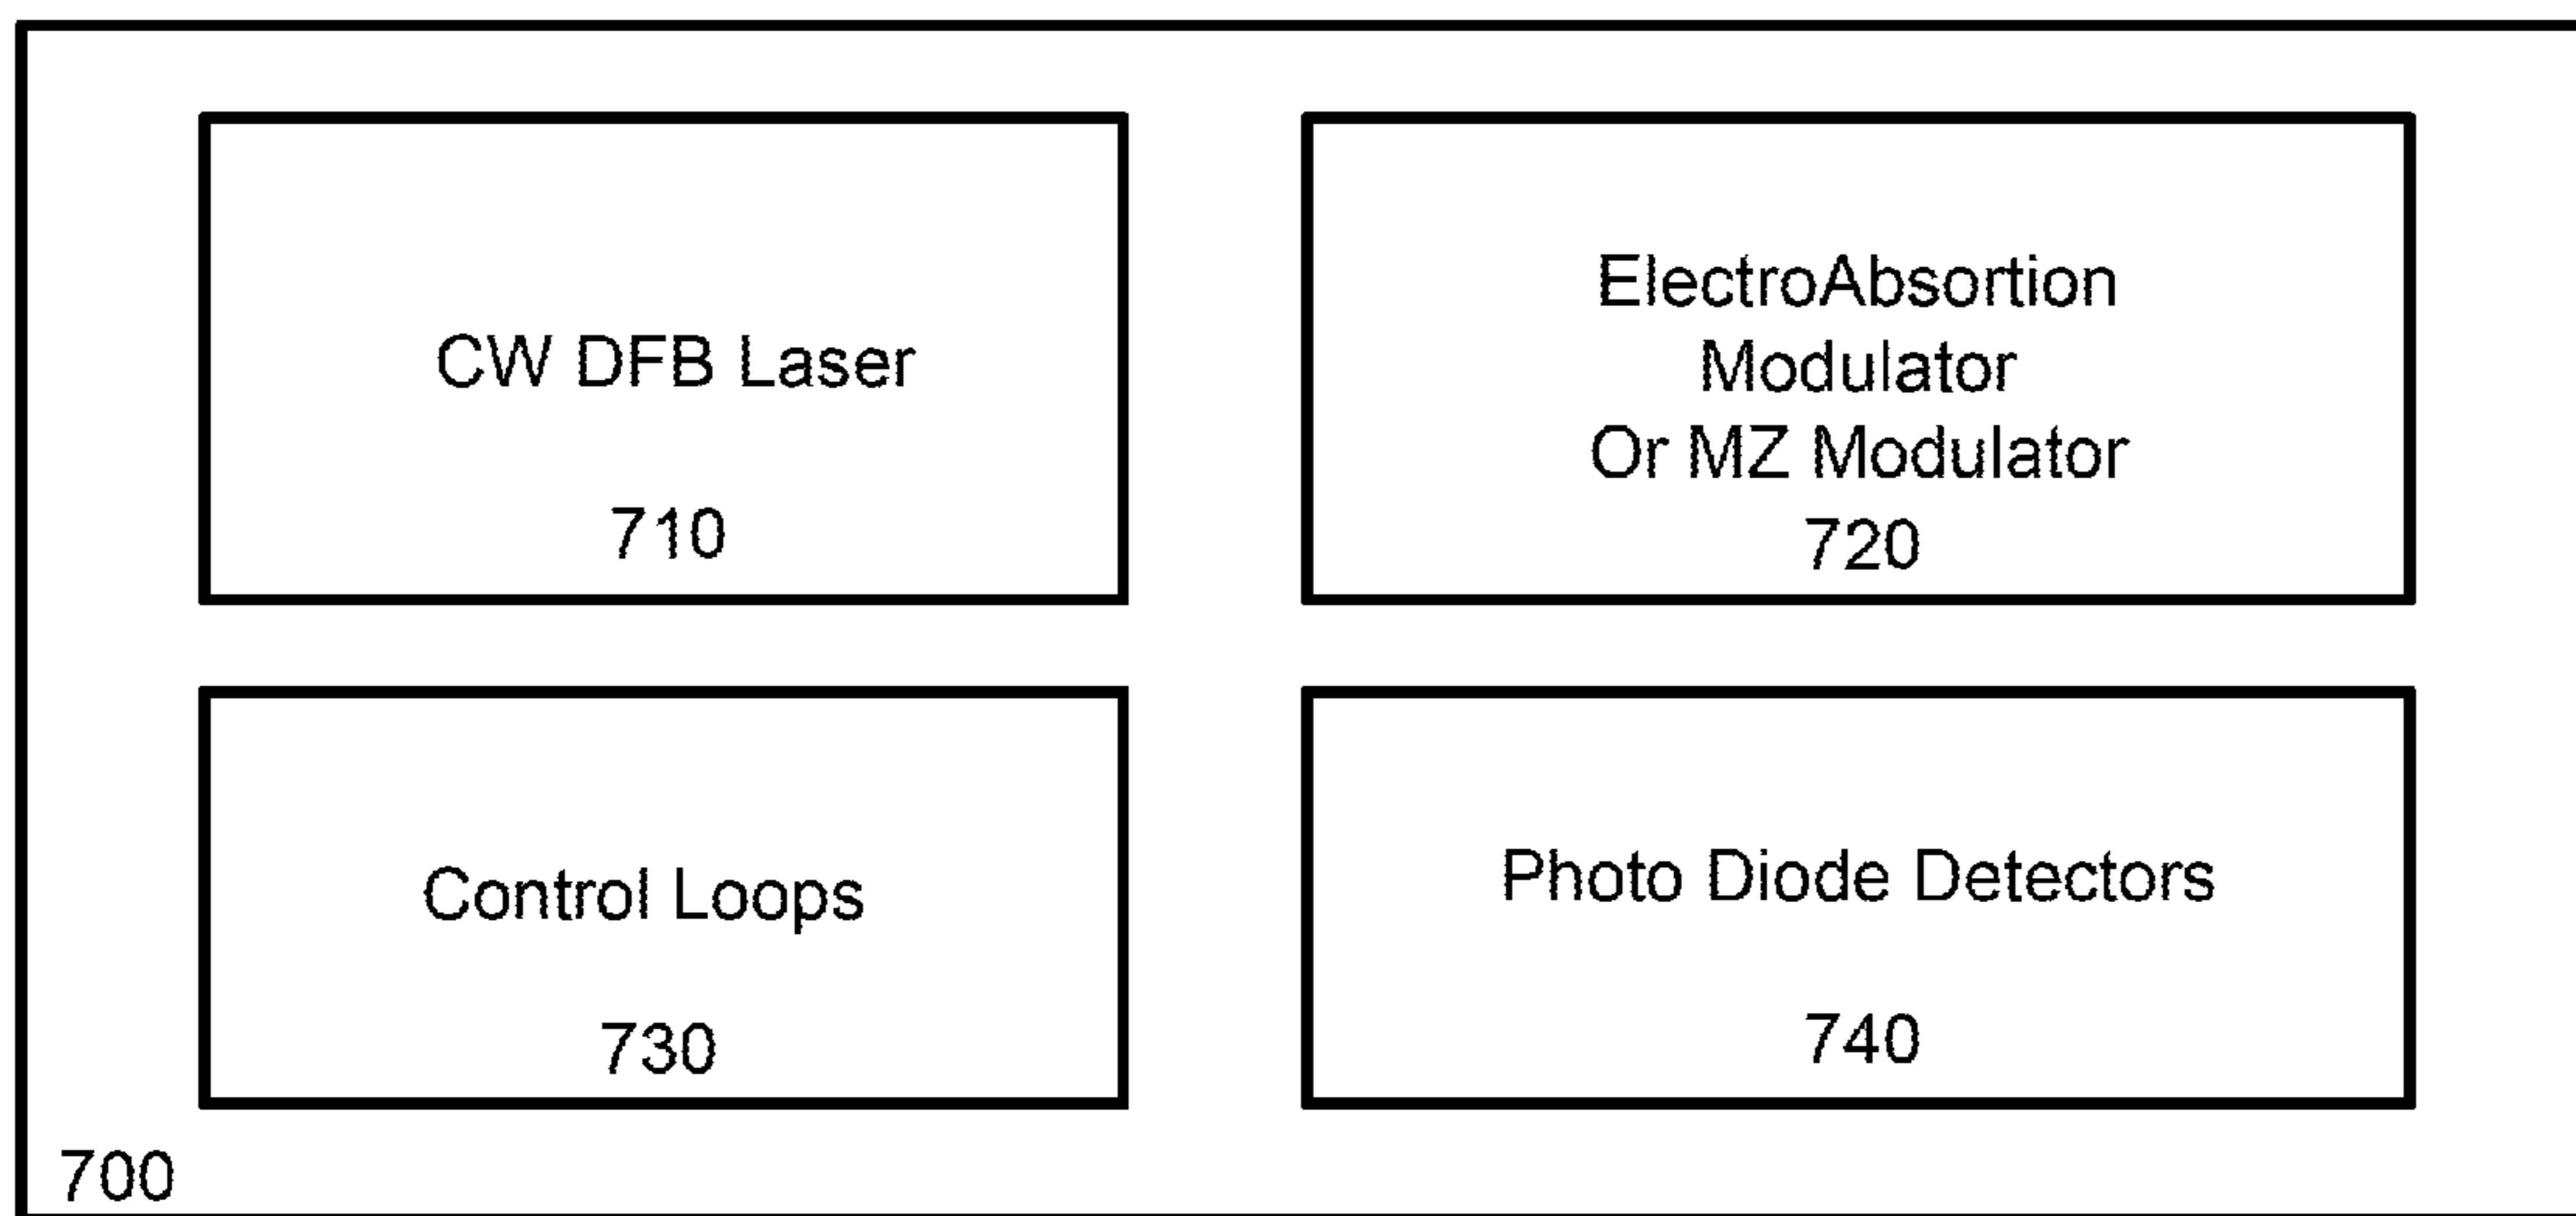 CW DFB Laser
710
ElectroAbsortion
Modulator
Or MZ Modulator
720
Control Loops
730
Photo Diode Detectors
740
700